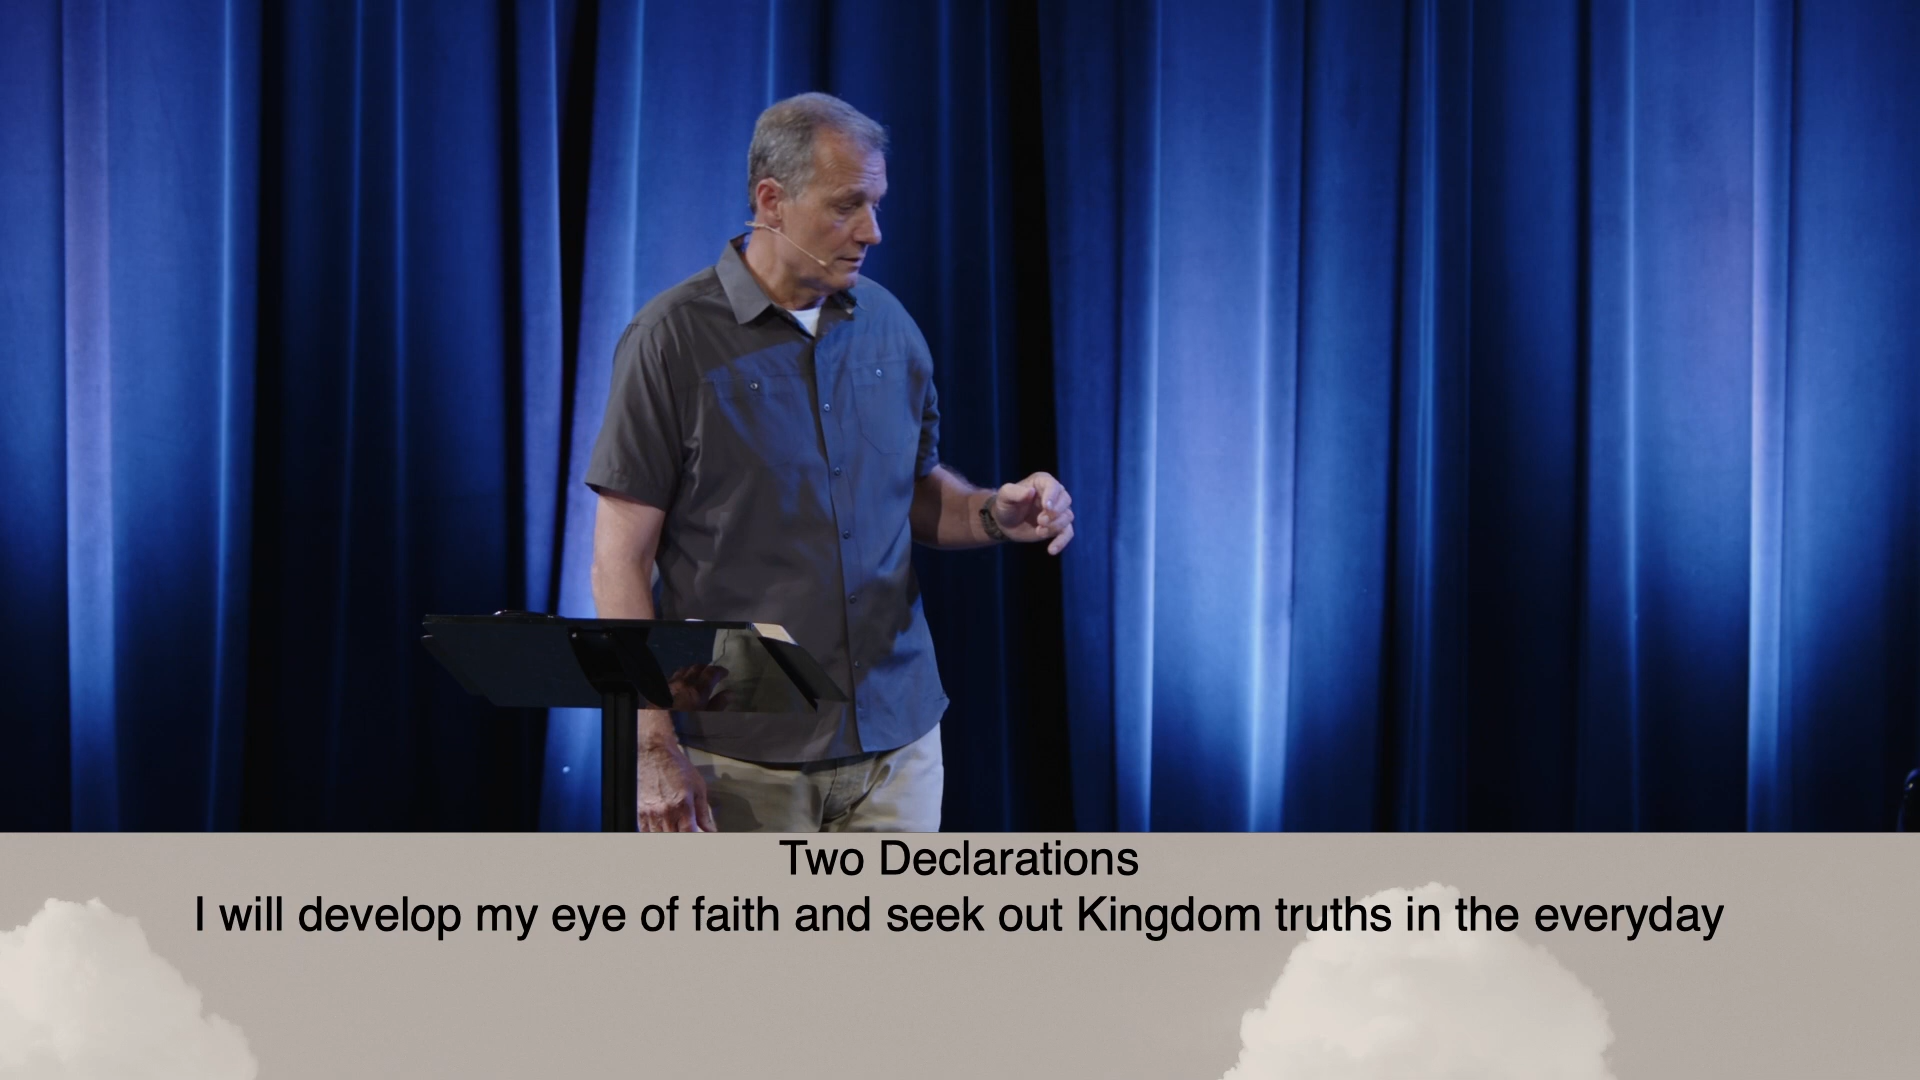 Two Declarations
I will develop my eye of faith and seek out Kingdom truths in the everyday